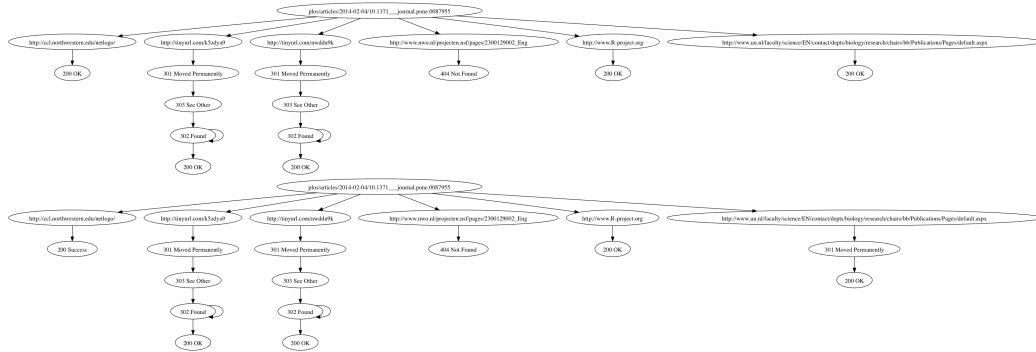 plos/articles/2014-02-04/10.1371___journal.pone.0087955
http://ccl.northwestern.edu/netlogo/ http://tinyurl.com/k5zdya9 http://tinyurl.com/nwdda9k http://www.nwo.nl/projecten.nsf/pages/2300129002_Eng http://www.R-project.org http://www.uu.nl/faculty/science/EN/contact/depts/biology/research/chairs/bb/Publications/Pages/default.aspx
200 OK 301 Moved Permanently 301 Moved Permanently 404 Not Found 200 OK 200 OK
303 See Other 303 See Other
302 Found 302 Found
200 OK 200 OK
plos/articles/2014-02-04/10.1371___journal.pone.0087955
http://ccl.northwestern.edu/netlogo/ http://tinyurl.com/k5zdya9 http://tinyurl.com/nwdda9k http://www.nwo.nl/projecten.nsf/pages/2300129002_Eng http://www.R-project.org http://www.uu.nl/faculty/science/EN/contact/depts/biology/research/chairs/bb/Publications/Pages/default.aspx
200 Success 301 Moved Permanently 301 Moved Permanently 404 Not Found 200 OK 301 Moved Permanently
303 See Other 303 See Other 200 OK
302 Found 302 Found
200 OK 200 OK